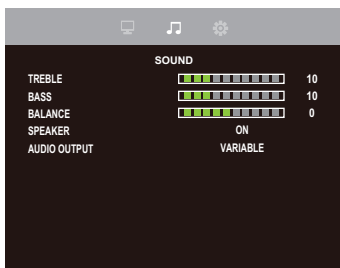 SOUND
TREBLE 10
BASS 10
BALANCE 0
SPEAKER ON
AUDIO OUTPUT VARIABLE